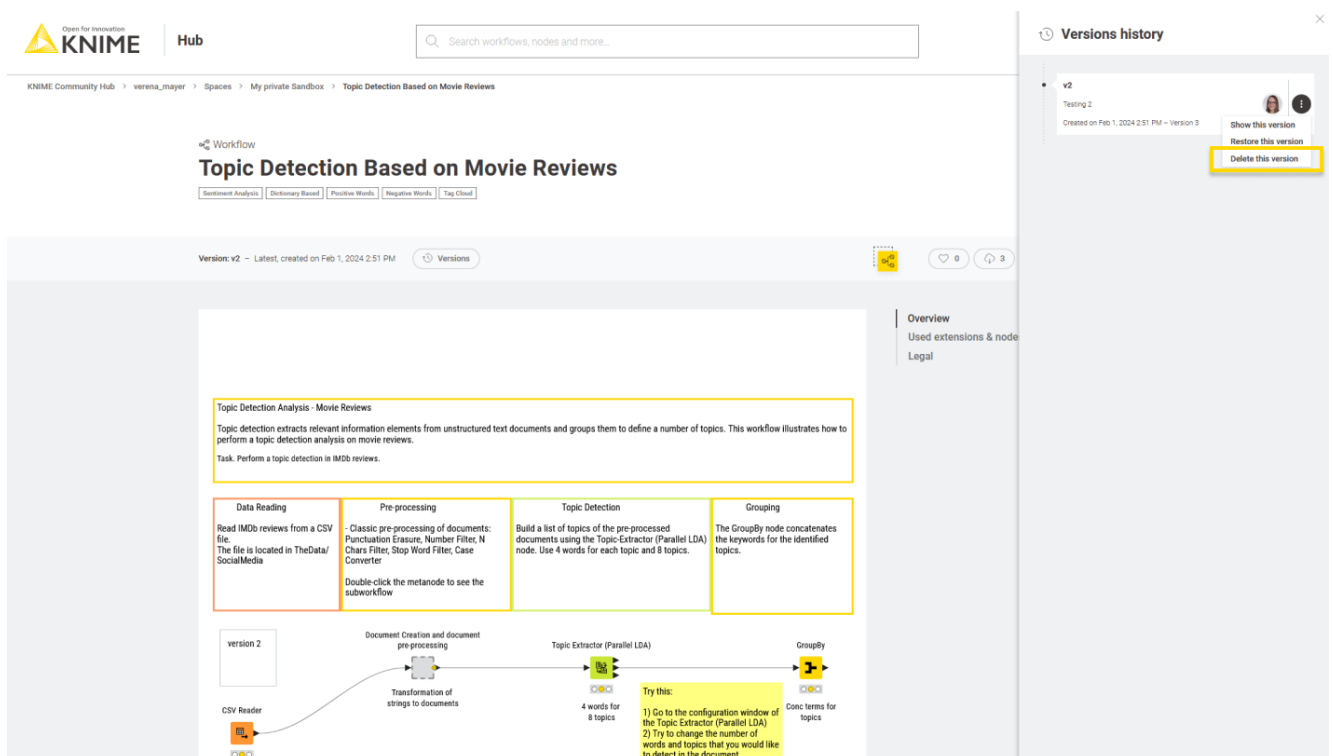 Open for Innovation
KNIME
Hub
Search workflows, nodes and more...
KNIME Community Hub > verena_mayer > Spaces > My private Sandbox > Topic Detection Based on Movie Reviews
Workflow
Topic Detection Based on Movie Reviews
Sentiment Analysis Dictionary Based Positive Words Negative Words Tag Cloud
Version: v2 – Latest, created on Feb 1, 2024 2:51 PM Versions
0 3
Topic Detection Analysis - Movie Reviews
Topic detection extracts relevant information elements from unstructured text documents and groups them to define a number of topics. This workflow illustrates how to
perform a topic detection analysis on movie reviews.
Task. Perform a topic detection in IMDb reviews.
Data Reading
Read IMDb reviews from a CSV
file.
The file is located in TheData/
SocialMedia
Pre-processing
- Classic pre-processing of documents:
Punctuation Erasure, Number Filter, N
Chars Filter, Stop Word Filter, Case
Converter
Double-click the metanode to see the
subworkflow
Topic Detection
Build a list of topics of the pre-processed
documents using the Topic-Extractor (Parallel LDA)
node. Use 4 words for each topic and 8 topics.
Grouping
The GroupBy node concatenates
the keywords for the identified
topics.
version 2
Document Creation and document
pre-processing
Transformation of
strings to documents
Topic Extractor (Parallel LDA)
4 words for
8 topics
GroupBy
Conc terms for
topics
CSV Reader
Try this:
1) Go to the configuration window of
the Topic Extractor (Parallel LDA)
2) Try to change the number of
words and topics that you would like
to detect in the document
Overview
Used extensions & node
Legal
Versions history
v2
Testing 2
Created on Feb 1, 2024 2:51 PM – Version 3
Show this version
Restore this version
Delete this version